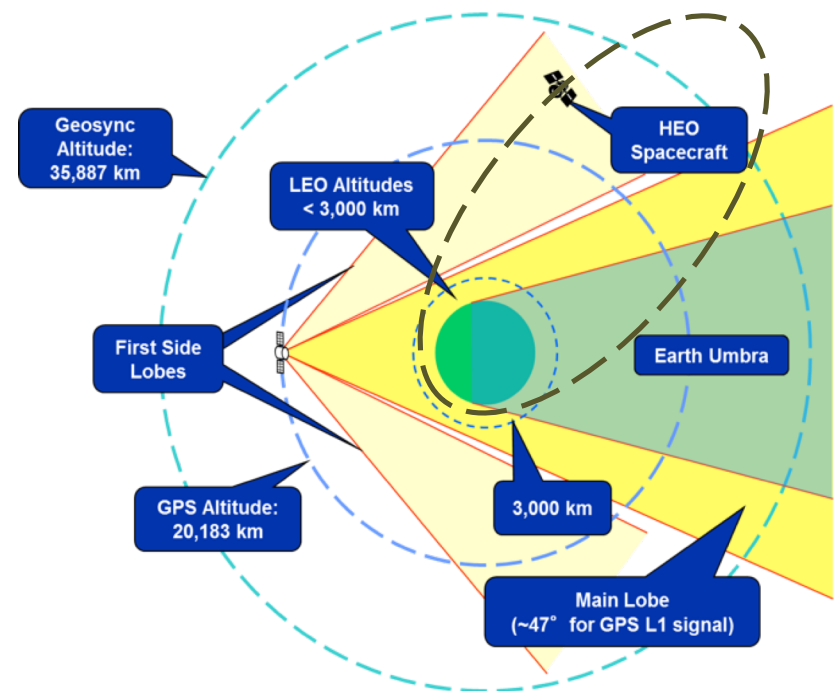 Geosync
Altitude:
35,887 km
HEO
Spacecraft
LEO Altitudes
< 3,000 km
First Side
Lobes
Earth Umbra
GPS Altitude:
20,183 km
3,000 km
Main Lobe
(~47° for GPS L1 signal)